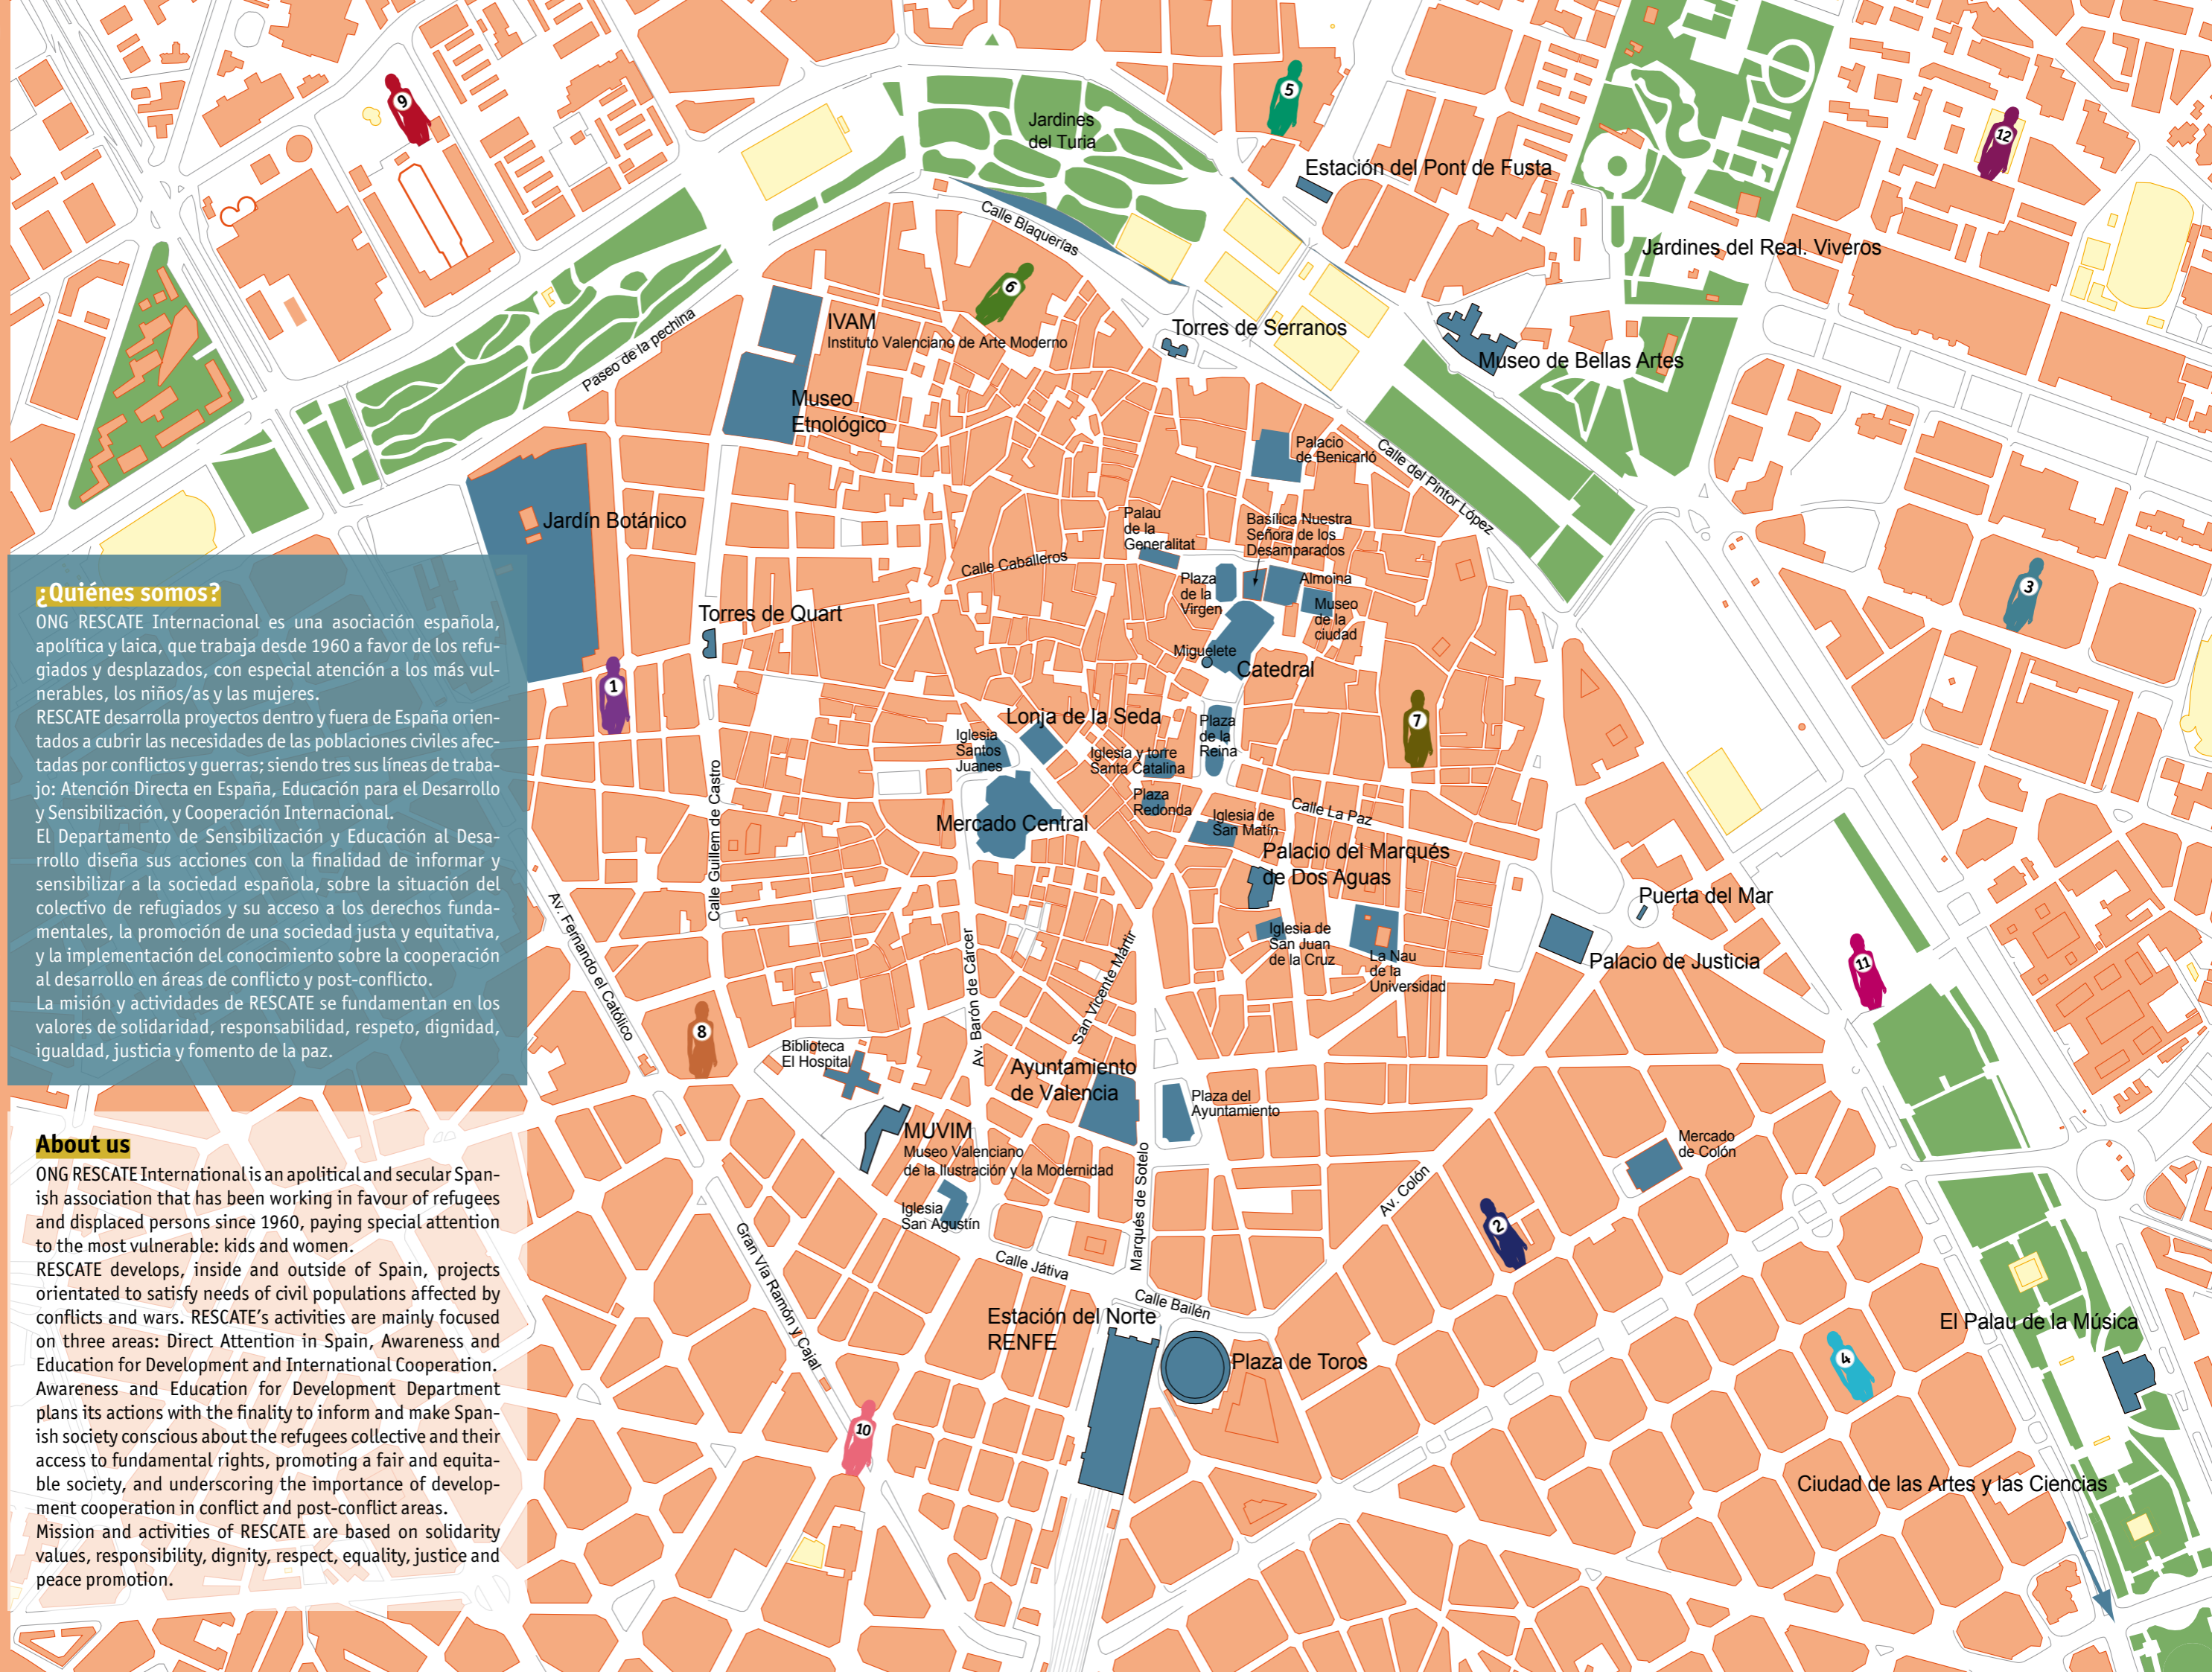 9
5
12
Jardines
del Turia
Estación del Pont de Fusta
Calle Blaquerías
Jardines del Real. Viveros
6
IVAM
Instituto Valenciano de Arte Moderno
Torres de Serranos
Paseo de la pechina
Museo de Bellas Artes
Museo
Etnológico
Palacio
de Benicarló
Calle del Pintor López
Jardín Botánico
Palau
de la
Generalitat
Basílica Nuestra
Señora de los
Desamparados
Calle Caballeros
Plaza
de la
Virgen
Almoina
Museo
de la
ciudad
3
Torres de Quart
Miguelete
Catedral
1
Lonja de la Seda
Plaza
de la
Reina
7
Iglesia
Santos
Juanes
Iglesia y torre
Santa Catalina
Calle Guillem de Castro
Plaza
Redonda
Calle La Paz
Mercado Central
Iglesia de
San Matín
Palacio del Marqués
de Dos Aguas
Puerta del Mar
Av. Fernando el Católico
Av. Barón de Cárcer
San Vicente Mártir
Iglesia de
San Juan
de la Cruz
La Nau
de la
Universidad
Palacio de Justicia
11
8
Biblioteca
El Hospital
Ayuntamiento
de Valencia
Plaza del
Ayuntamiento
MUVIM
Museo Valenciano
de la Ilustración y la Modernidad
Mercado
de Colón
Marqués de Sotelo
Av. Colón
2
Iglesia
San Agustín
Gran Vía Ramón y Cajal
Calle Játiva
Calle Bailén
Estación del Norte
RENFE
Plaza de Toros
El Palau de la Música
4
10
Ciudad de las Artes y las Ciencias
¿Quiénes somos?
ONG RESCATE Internacional es una asociación española,
apolítica y laica, que trabaja desde 1960 a favor de los refu-
giados y desplazados, con especial atención a los más vul-
nerables, los niños/as y las mujeres.
RESCATE desarrolla proyectos dentro y fuera de España orien-
tados a cubrir las necesidades de las poblaciones civiles afec-
tadas por conflictos y guerras; siendo tres sus líneas de traba-
jo: Atención Directa en España, Educación para el Desarrollo
y Sensibilización, y Cooperación Internacional.
El Departamento de Sensibilización y Educación al Desa-
rrollo diseña sus acciones con la finalidad de informar y
sensibilizar a la sociedad española, sobre la situación del
colectivo de refugiados y su acceso a los derechos funda-
mentales, la promoción de una sociedad justa y equitativa,
y la implementación del conocimiento sobre la cooperación
al desarrollo en áreas de conflicto y post-conflicto.
La misión y actividades de RESCATE se fundamentan en los
valores de solidaridad, responsabilidad, respeto, dignidad,
igualdad, justicia y fomento de la paz.
About us
ONG RESCATE International is an apolitical and secular Span-
ish association that has been working in favour of refugees
and displaced persons since 1960, paying special attention
to the most vulnerable: kids and women.
RESCATE develops, inside and outside of Spain, projects
orientated to satisfy needs of civil populations affected by
conflicts and wars. RESCATE's activities are mainly focused
on three areas: Direct Attention in Spain, Awareness and
Education for Development and International Cooperation.
Awareness and Education for Development Department
plans its actions with the finality to inform and make Span-
ish society conscious about the refugees collective and their
access to fundamental rights, promoting a fair and equita-
ble society, and underscoring the importance of develop-
ment cooperation in conflict and post-conflict areas.
Mission and activities of RESCATE are based on solidarity
values, responsibility, dignity, respect, equality, justice and
peace promotion.